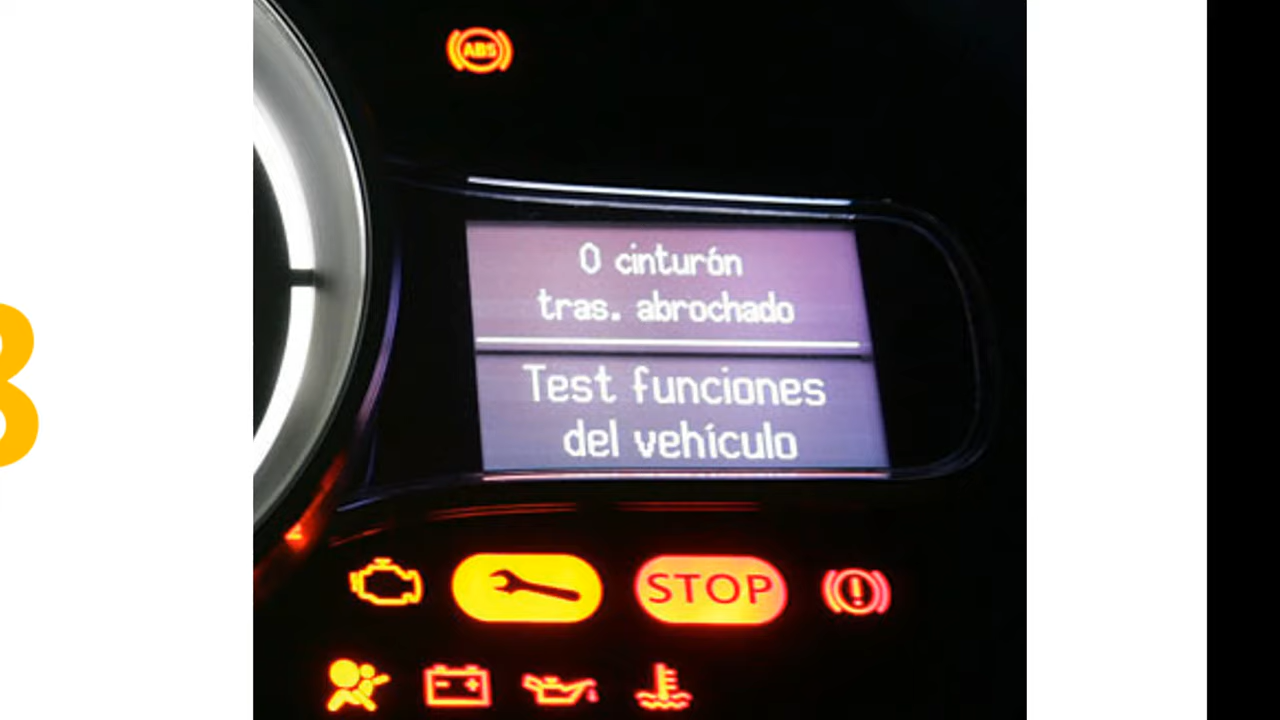 ABS
0 cinturón
tras. abrochado
Test funciones
del vehículo
STOP